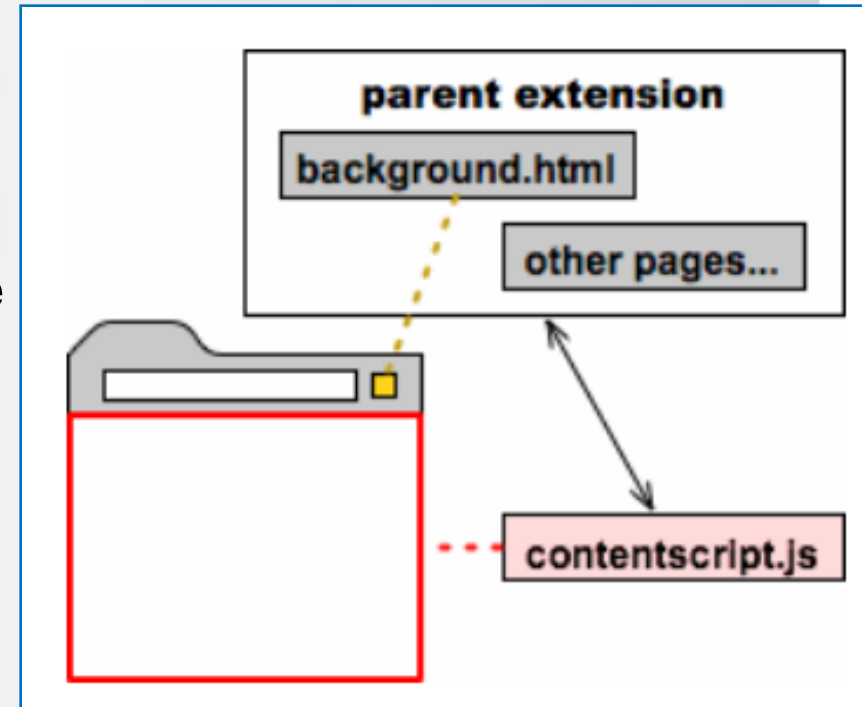 parent extension
background.html
other pages...
e
contentscript.js